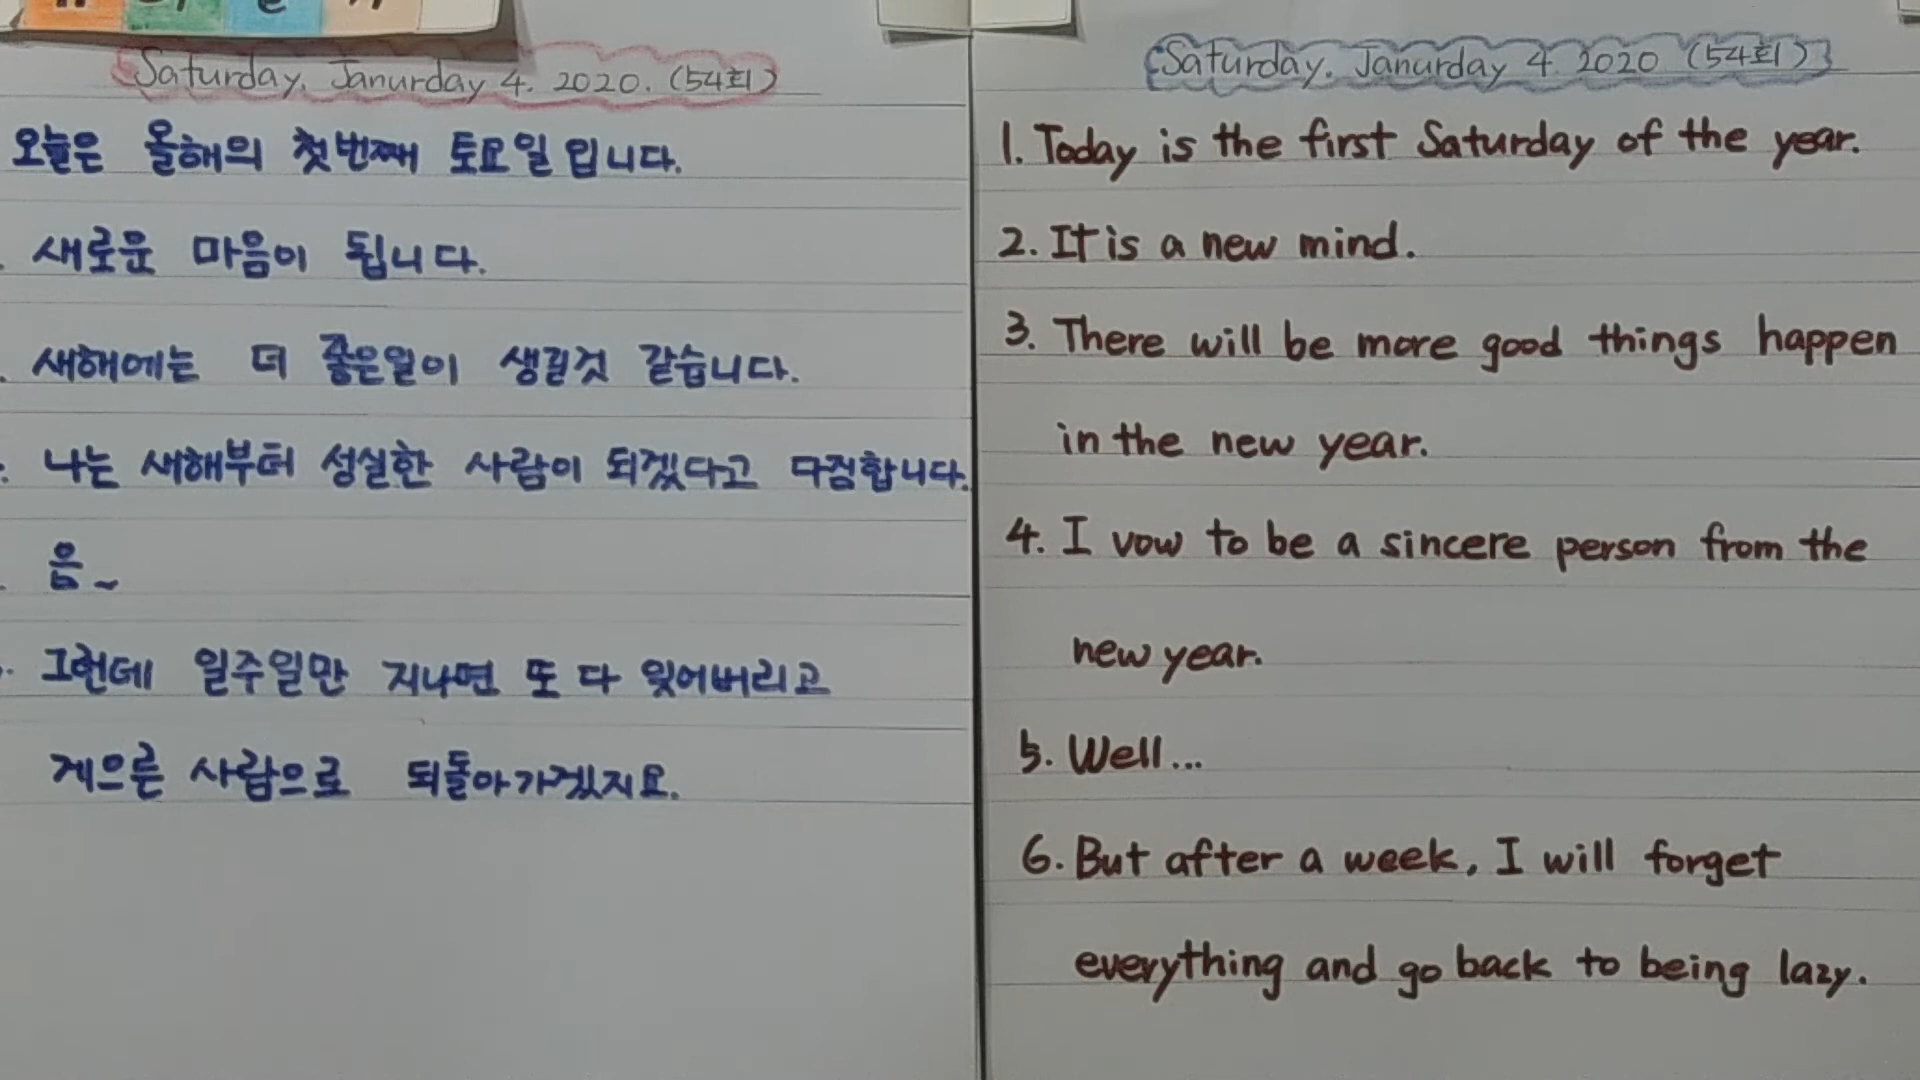 Saturday. Janurday 4. 2020. (54회)
오늘은 올해의 첫번째 토요일입니다.
새로운 마음이 됩니다.
새해에는 더 좋은일이 생길것 같습니다.
나는 새해부터 성실한 사람이 되겠다고 다짐합니다.
음~
그런데 일주일만 지나면 또 다 잊어버리고
게으른 사람으로 되돌아가겠지요.
Saturday. Janurday 4. 2020 (54회)
1. Today is the first Saturday of the year.
2. It is a new mind.
3. There will be more good things happen
in the new year.
4. I vow to be a sincere person from the
new year.
5. Well...
6. But after a week, I will forget
everything and go back to being lazy.